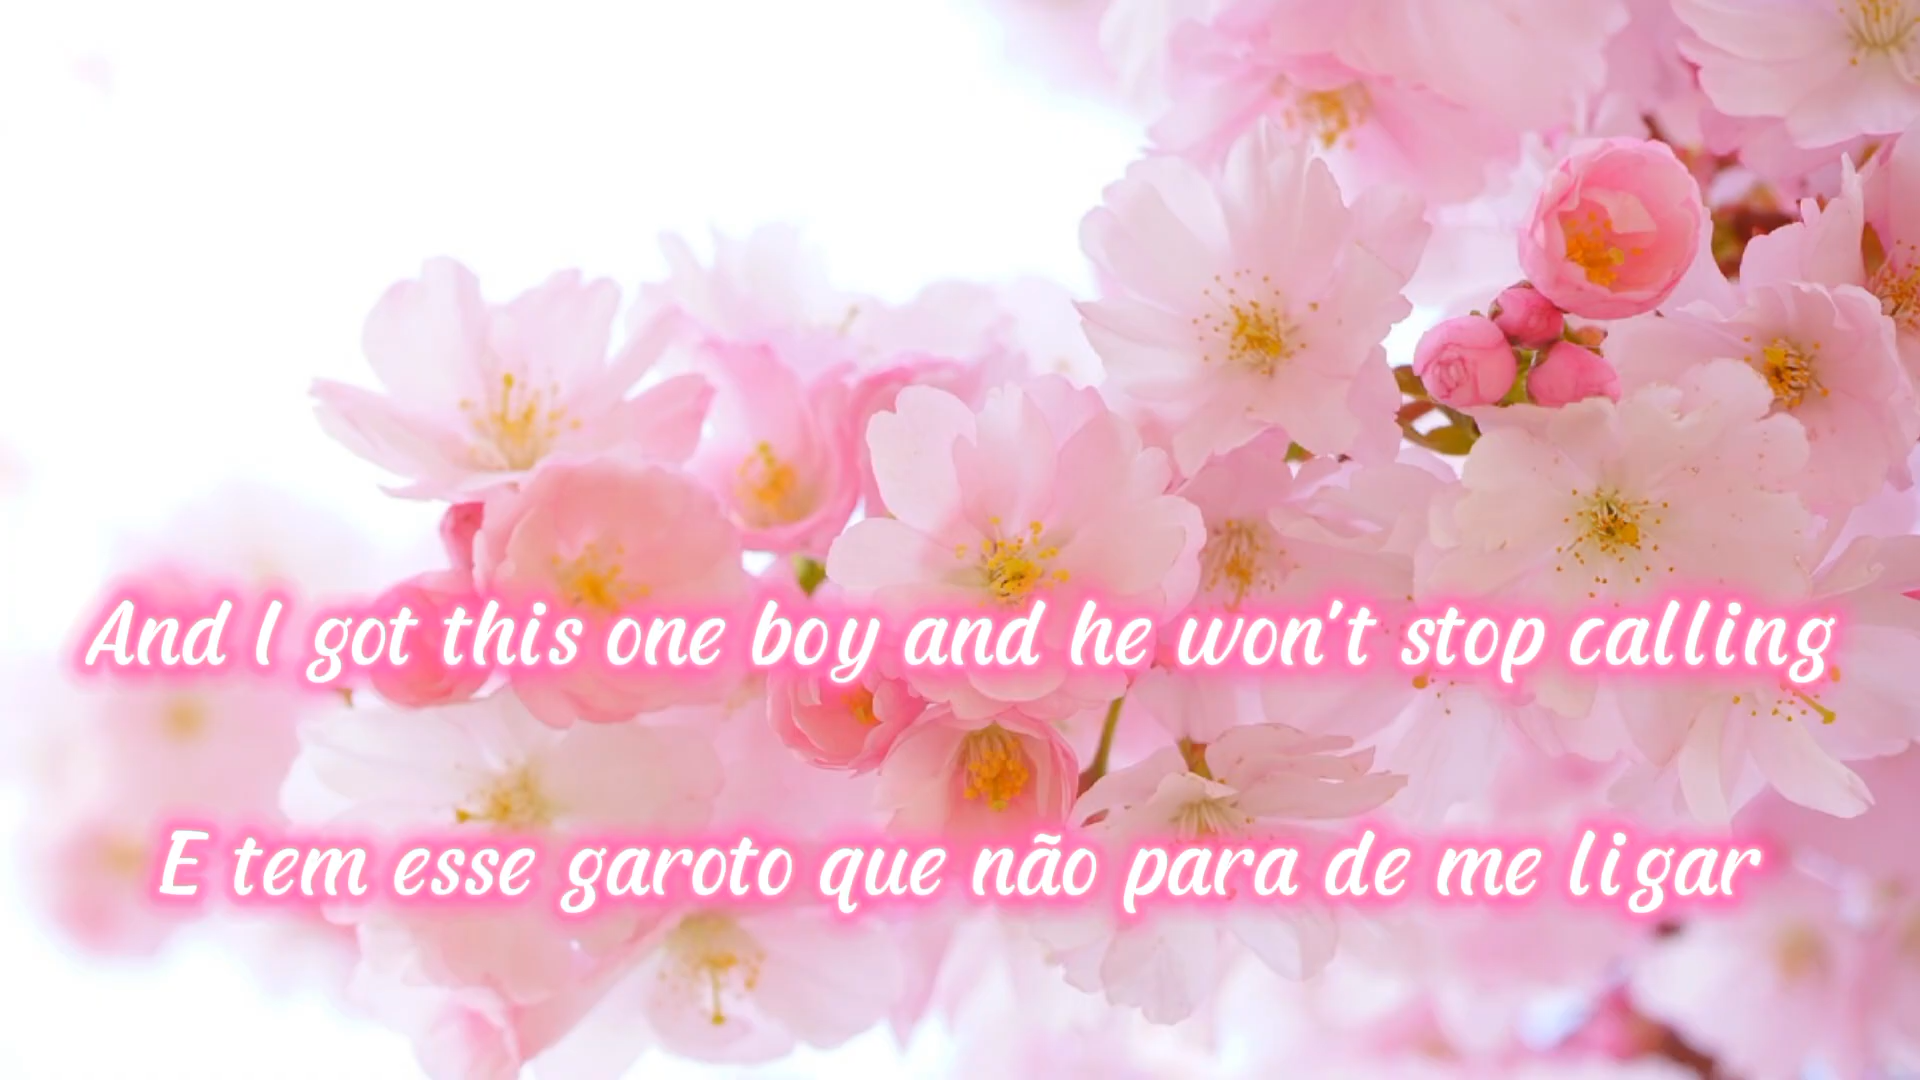 And I got this one boy and he won't stop calling
E tem esse garoto que não para de me ligar